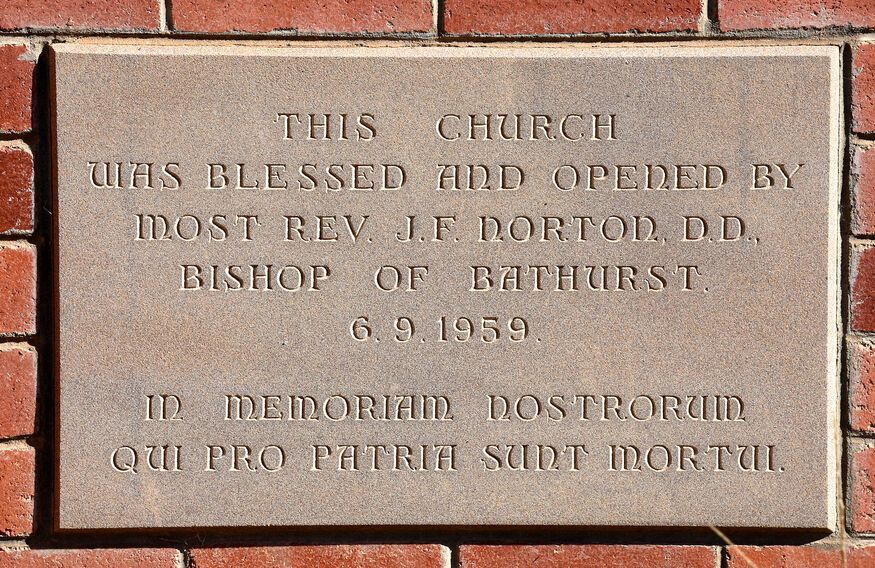 THIS CHURCH
WAS BLESSED AND OPENED BY
MOST REV. J.F. NORTON, D.D.,
BISHOP OF BATHURST.
6.9.1959.
IN MEMORIAM NOSTRORUM
QUI PRO PATRIA SUNT MORTUI.